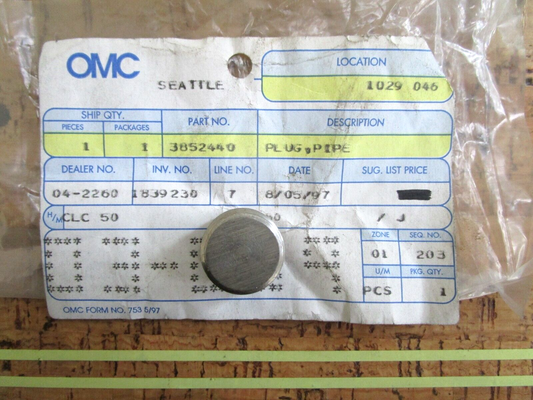 OMC
SEATTLE
LOCATION
1029 046
SHIP QTY. PART NO. DESCRIPTION
PIECES PACKAGES
1 1 3852440 PLUG,PIPE
DEALER NO. INV. NO. LINE NO. DATE SUG. LIST PRICE
04-2260 1839230 7 8/05/97
H/M CLC 50 / J
ZONE SEQ. NO.
01 203
U/M PKG. QTY.
PCS 1
OMC FORM NO. 753 5/97